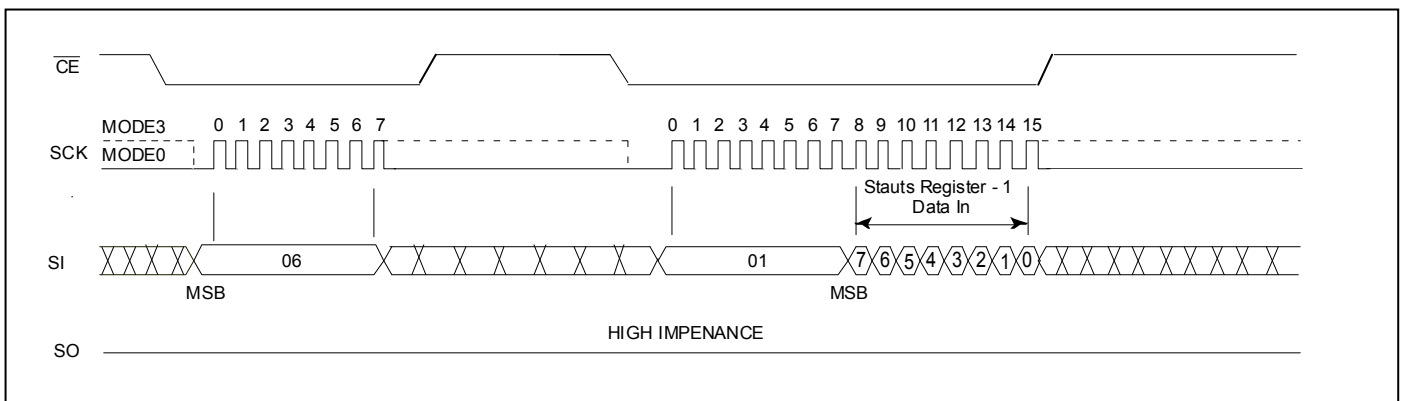 CE
MODE3
0 1 2 3 4 5 6 7
0 1 2 3 4 5 6 7 8 9 10 11 12 13 14 15
SCK
MODE0
Stauts Register - 1
Data In
SI
06
01
7 6 5 4 3 2 1 0
MSB
MSB
HIGH IMPENANCE
SO